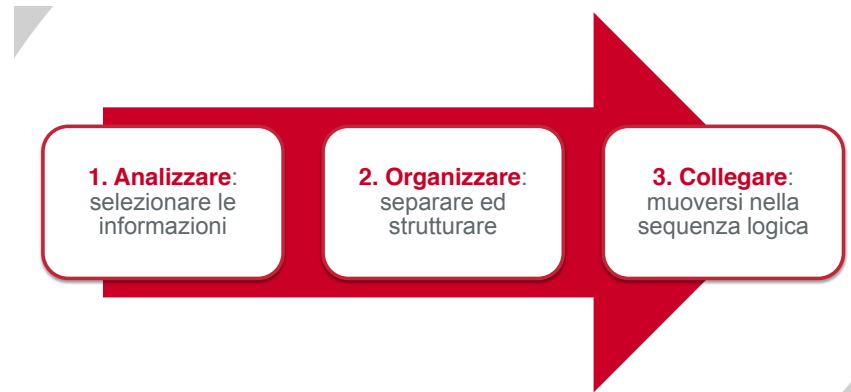 1. Analizzare:
selezionare le
informazioni
2. Organizzare:
separare ed
strutturare
3. Collegare:
muoversi nella
sequenza logica